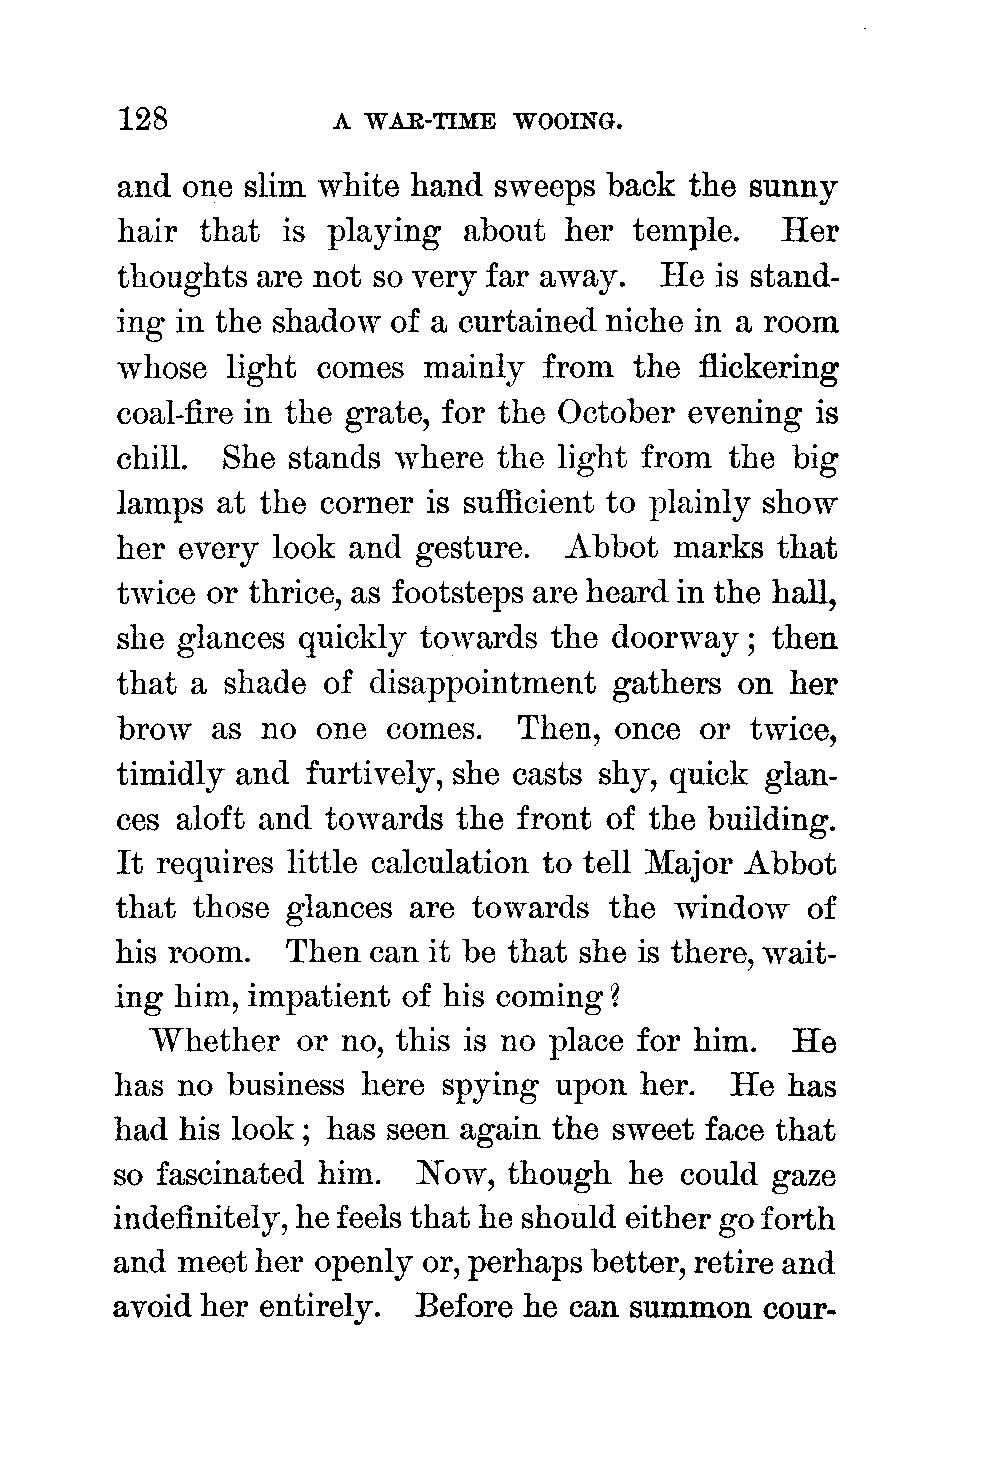 128 A WAR-TIME WOOING.
and one slim white hand sweeps back the sunny
hair that is playing about her temple. Her
thoughts are not so very far away. He is stand-
ing in the shadow of a curtained niche in a room
whose light comes mainly from the flickering
coal-fire in the grate, for the October evening is
chill. She stands where the light from the big
lamps at the corner is sufficient to plainly show
her every look and gesture. Abbot marks that
twice or thrice, as footsteps are heard in the hall,
she glances quickly towards the doorway; then
that a shade of disappointment gathers on her
brow as no one comes. Then, once or twice,
timidly and furtively, she casts shy, quick glan-
ces aloft and towards the front of the building.
It requires little calculation to tell Major Abbot
that those glances are towards the window of
his room. Then can it be that she is there, wait-
ing him, impatient of his coming?
Whether or no, this is no place for him. He
has no business here spying upon her. He has
had his look; has seen again the sweet face that
so fascinated him. Now, though he could gaze
indefinitely, he feels that he should either go forth
and meet her openly or, perhaps better, retire and
avoid her entirely. Before he can summon cour-